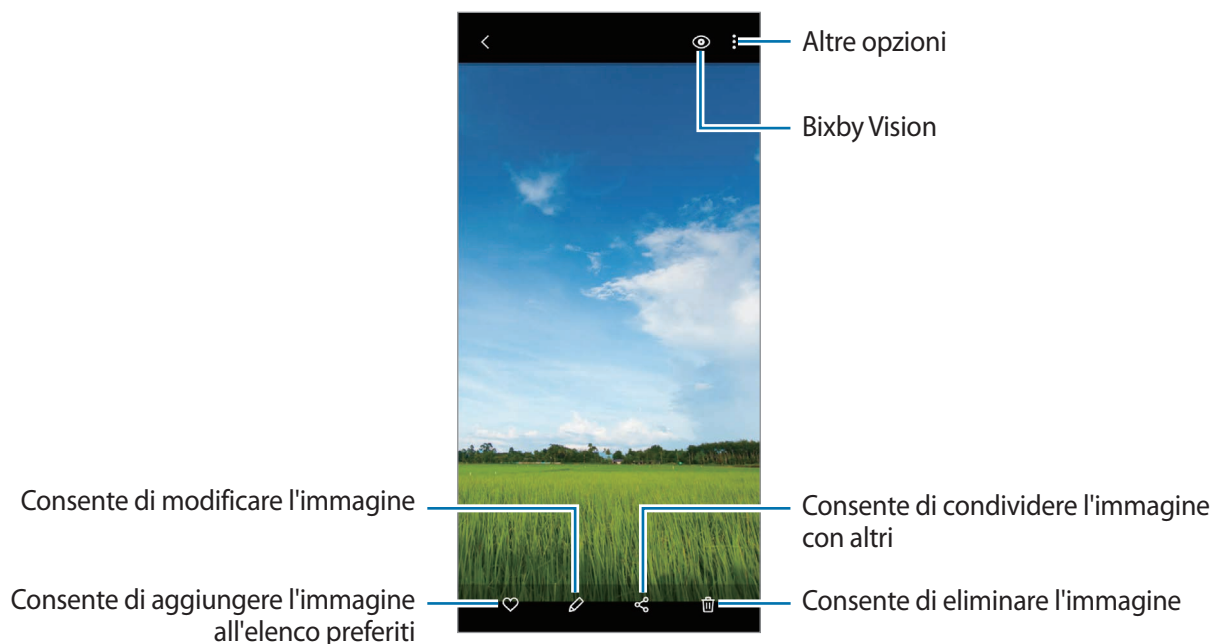 Altre opzioni
Bixby Vision
Consente di modificare l'immagine
Consente di condividere l'immagine
con altri
Consente di aggiungere l'immagine
all'elenco preferiti
Consente di eliminare l'immagine